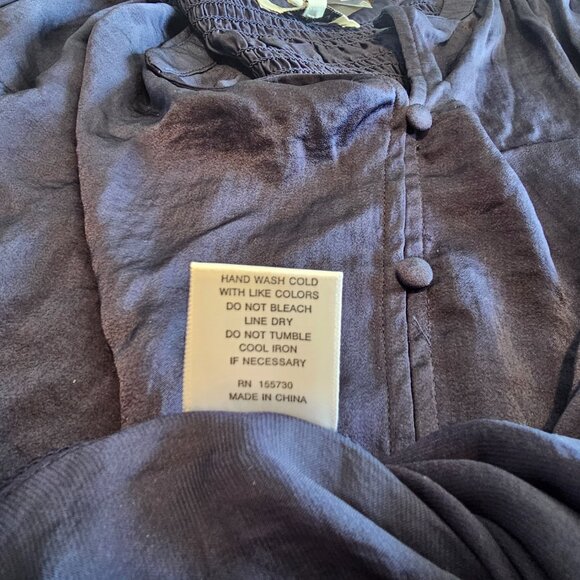 HAND WASH COLD
WITH LIKE COLORS
DO NOT BLEACH
LINE DRY
DO NOT TUMBLE
COOL IRON
IF NECESSARY
RN 155730
MADE IN CHINA